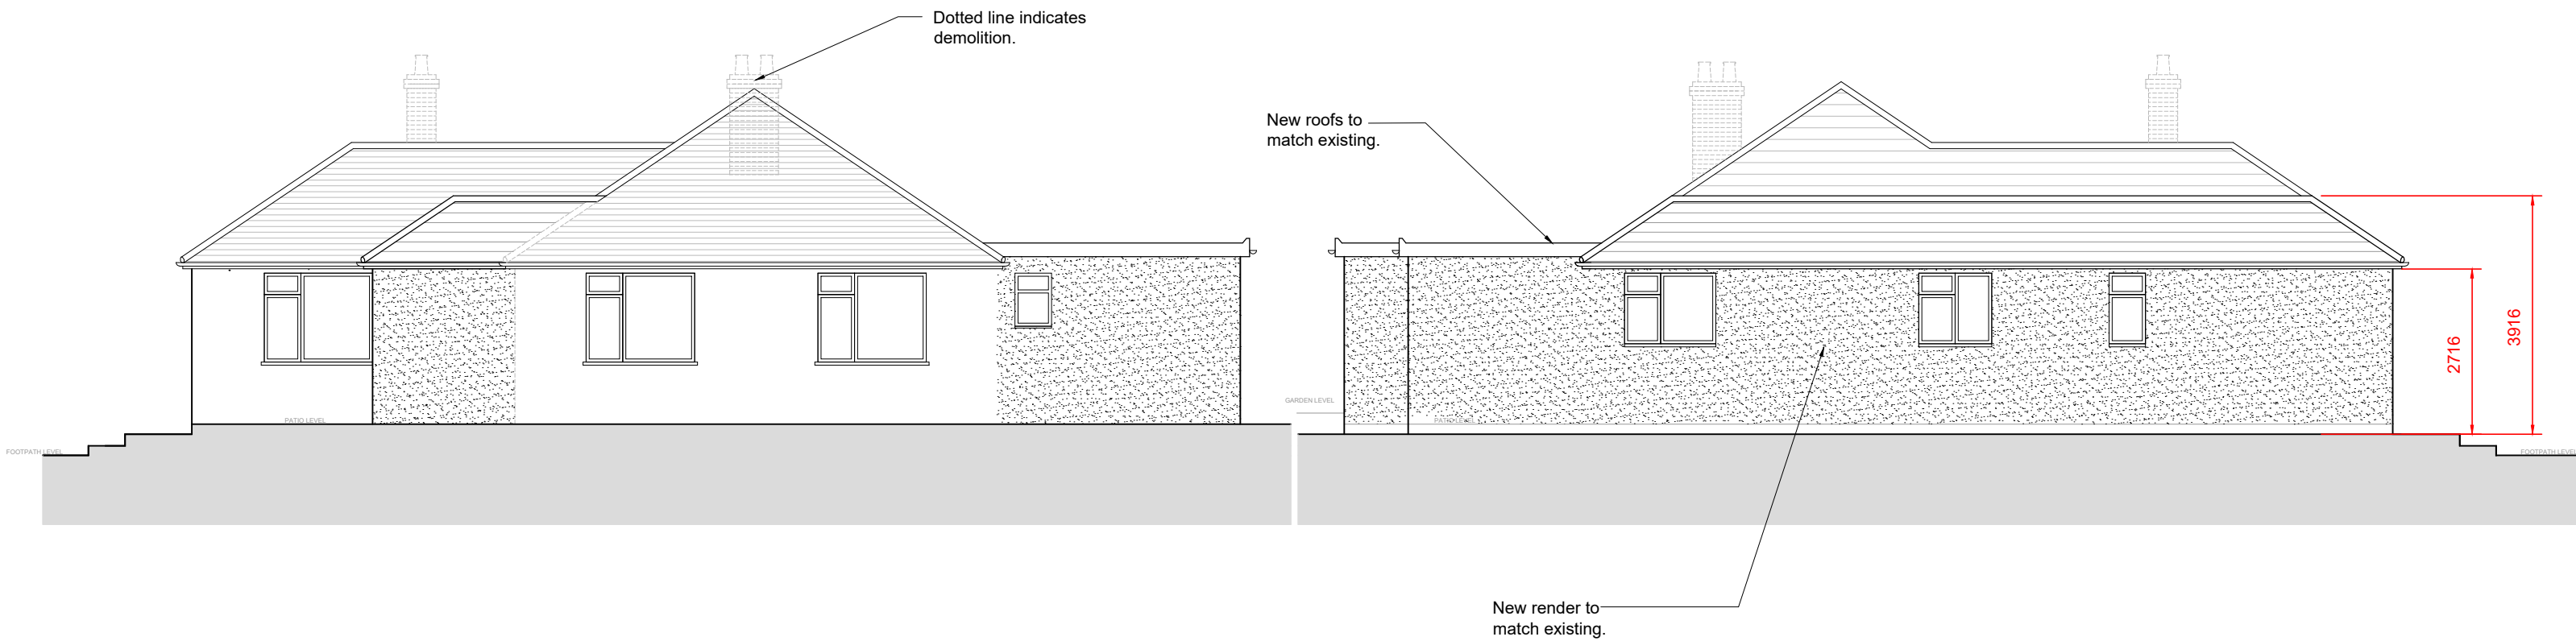 Dotted line indicates
demolition.
New roofs to
match existing.
PATIO LEVEL
FOOTPATH LEVEL
GARDEN LEVEL
PATIO LEVEL
2716
3916
FOOTPATH LEVEL
New render to
match existing.